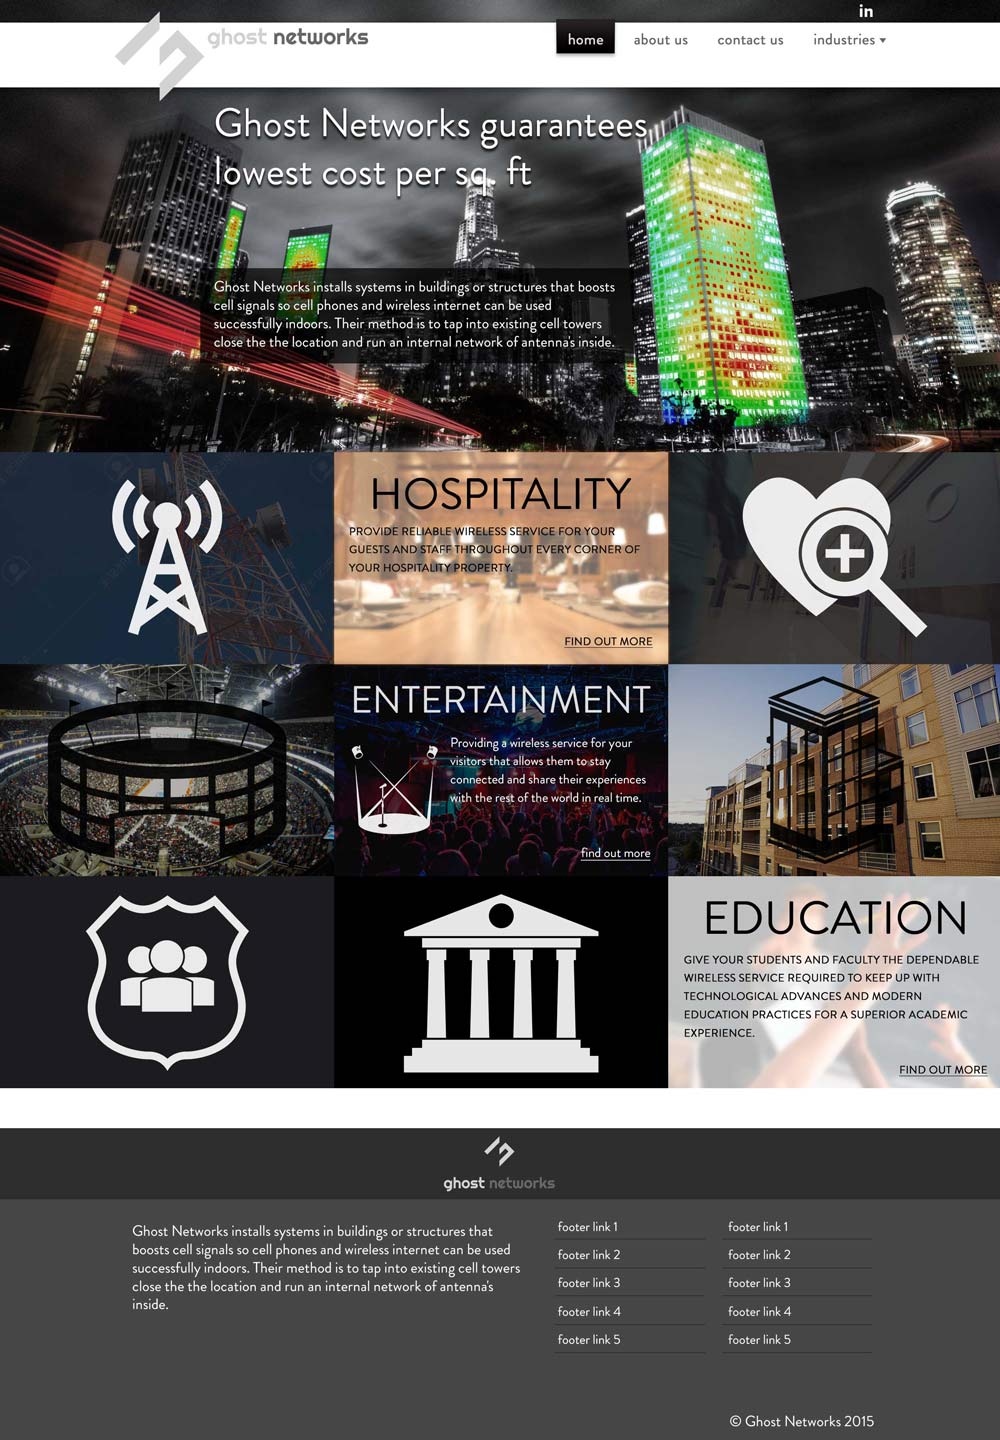 in
ghost networks
home
about us
contact us
industries
Ghost Networks guarantees
lowest cost per sq. ft
Ghost Networks installs systems in buildings or structures that boosts
cell signals so cell phones and wireless internet can be used
successfully indoors. Their method is to tap into existing cell towers
close the the location and run an internal network of antenna's inside.
HOSPITALITY
PROVIDE RELIABLE WIRELESS SERVICE FOR YOUR
GUESTS AND STAFF THROUGHOUT EVERY CORNER OF
YOUR HOSPITALITY PROPERTY.
FIND OUT MORE
ENTERTAINMENT
Providing a wireless service for your
visitors that allows them to stay
connected and share their experiences
with the rest of the world in real time.
find out more
EDUCATION
GIVE YOUR STUDENTS AND FACULTY THE DEPENDABLE
WIRELESS SERVICE REQUIRED TO KEEP UP WITH
TECHNOLOGICAL ADVANCES AND MODERN
EDUCATION PRACTICES FOR A SUPERIOR ACADEMIC
EXPERIENCE.
FIND OUT MORE
ghost networks
Ghost Networks installs systems in buildings or structures that
boosts cell signals so cell phones and wireless internet can be used
successfully indoors. Their method is to tap into existing cell towers
close the the location and run an internal network of antenna's
inside.
footer link 1
footer link 2
footer link 3
footer link 4
footer link 5
footer link 1
footer link 2
footer link 3
footer link 4
footer link 5
© Ghost Networks 2015